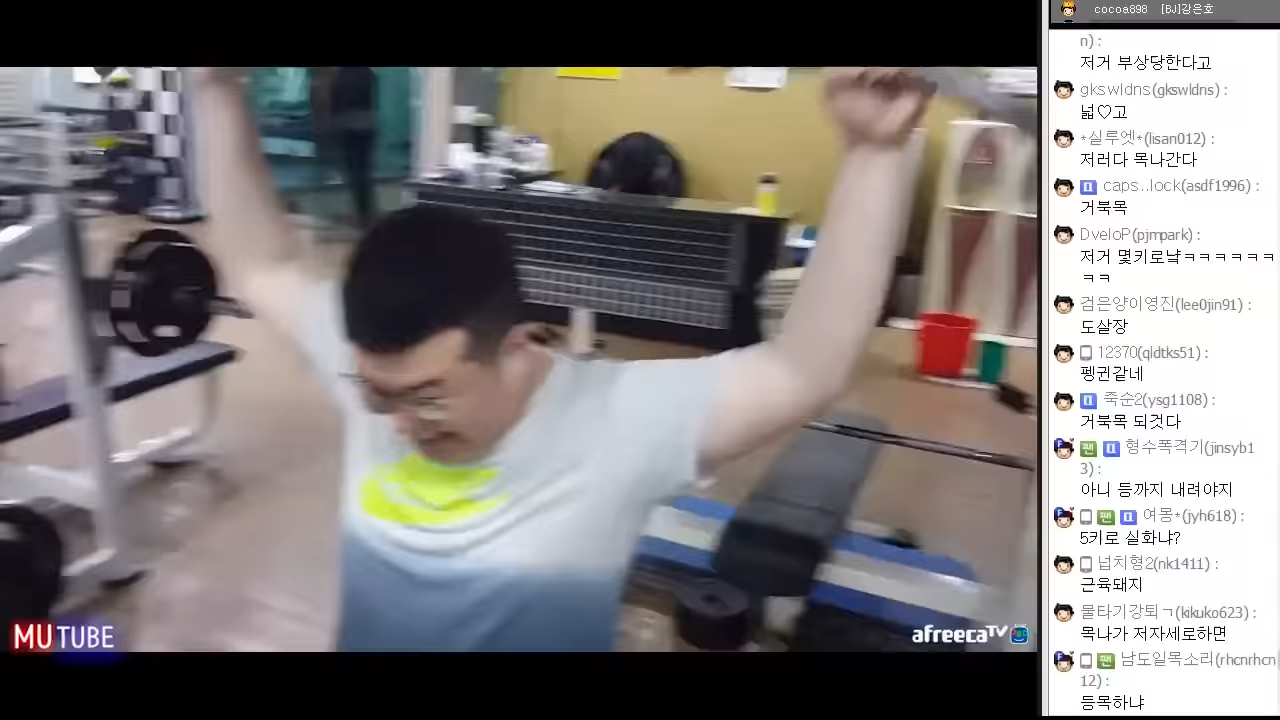 cocoa898 [BJ]강은호
n) :
저거 부상당한다고
gkswldns(gkswldns) :
넓♡고
*실루엣*(lisan012) :
저러다 목나간다
caps..lock(asdf1996) :
거북목
DveloP(pjmpark) :
저거 몇키로냨ㅋㅋㅋㅋㅋ
ㅋㅋ
검은양이영진(lee0jin91) :
도살장
12370(qldtks51) :
펭귄같네
죽순2(ysg1108) :
거북목 되것다
팬 형수폭격기(jinsyb1
3) :
아니 등까지 내려야지
팬 여몽*(jyh618) :
5키로 실화냐?
넙치형2(nk1411) :
근육돼지
물타기강퇴ㄱ(kikuko623) :
목나가 저자세로하면
팬 남도일목소리(rhcnrhcn
12) :
등목하냐
MUTUBE
afreecaTV